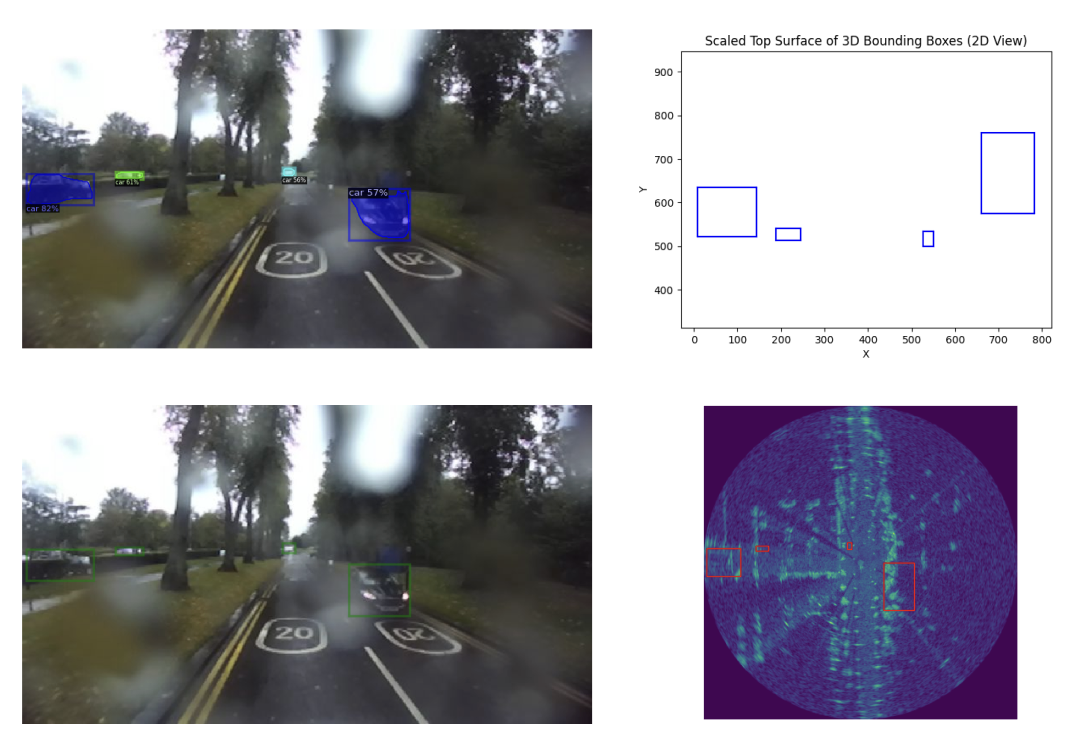 car 82%
car 61%
car 56%
car 57%
20
20
Scaled Top Surface of 3D Bounding Boxes (2D View)
Y
900
800
700
600
500
400
0 100 200 300 400 500 600 700 800
X
20
20